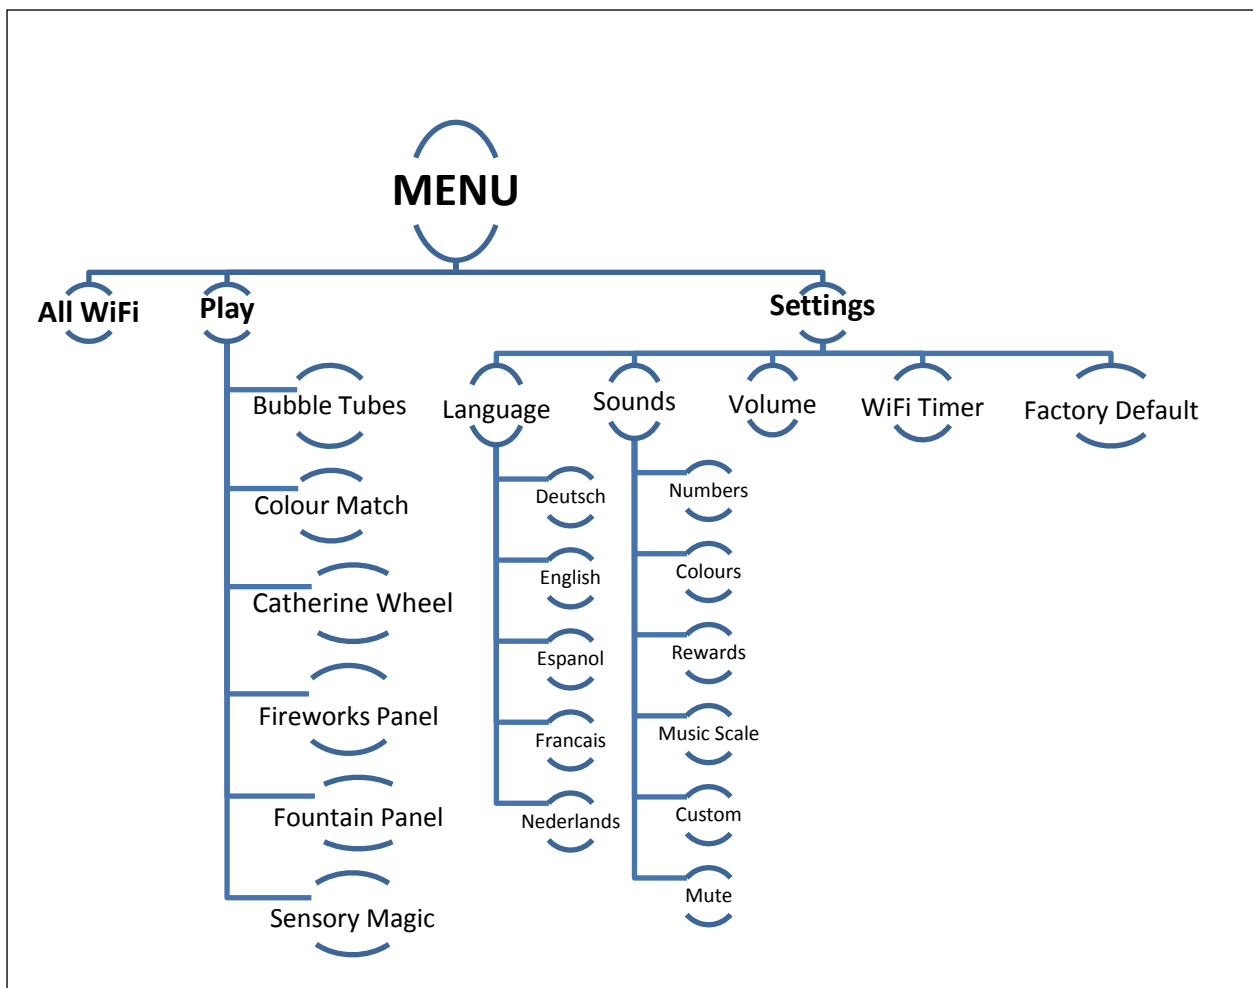 MENU
All WiFi
Play
Settings
Bubble Tubes
Colour Match
Catherine Wheel
Fireworks Panel
Fountain Panel
Sensory Magic
Language
Deutsch
English
Espanol
Francais
Nederlands
Sounds
Numbers
Colours
Rewards
Music Scale
Custom
Mute
Volume
WiFi Timer
Factory Default